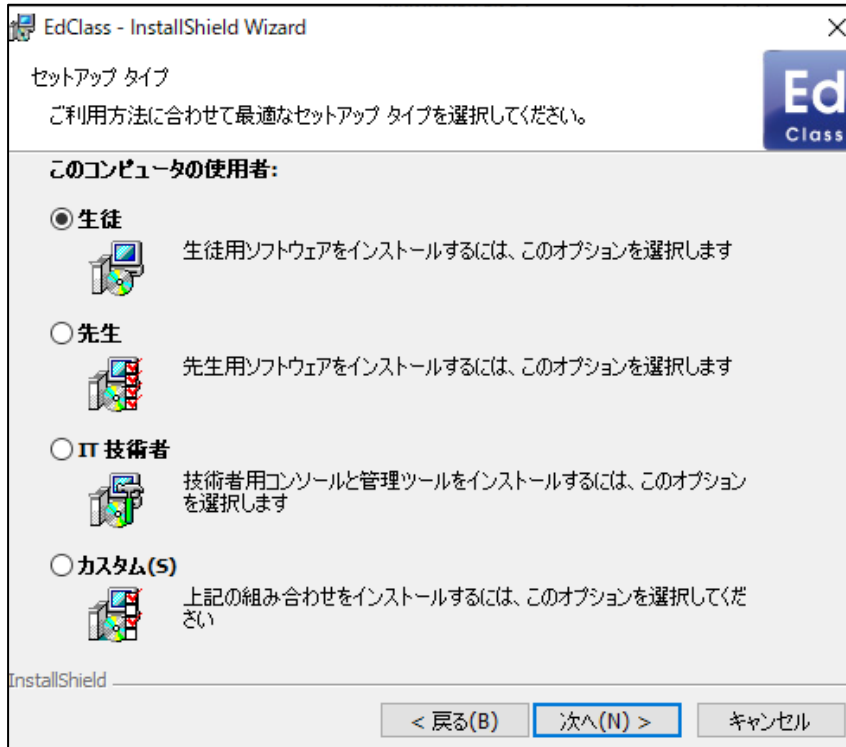 EdClass - InstallShield Wizard
セットアップ タイプ
ご利用方法に合わせて最適なセットアップ タイプを選択してください。
Ed
Class
このコンピュータの使用者:
生徒
生徒用ソフトウェアをインストールするには、このオプションを選択します
先生
先生用ソフトウェアをインストールするには、このオプションを選択します
IT 技術者
技術者用コンソールと管理ツールをインストールするには、このオプション
を選択します
カスタム(S)
上記の組み合わせをインストールするには、このオプションを選択してくだ
さい
InstallShield
< 戻る(B)
次へ(N) >
キャンセル